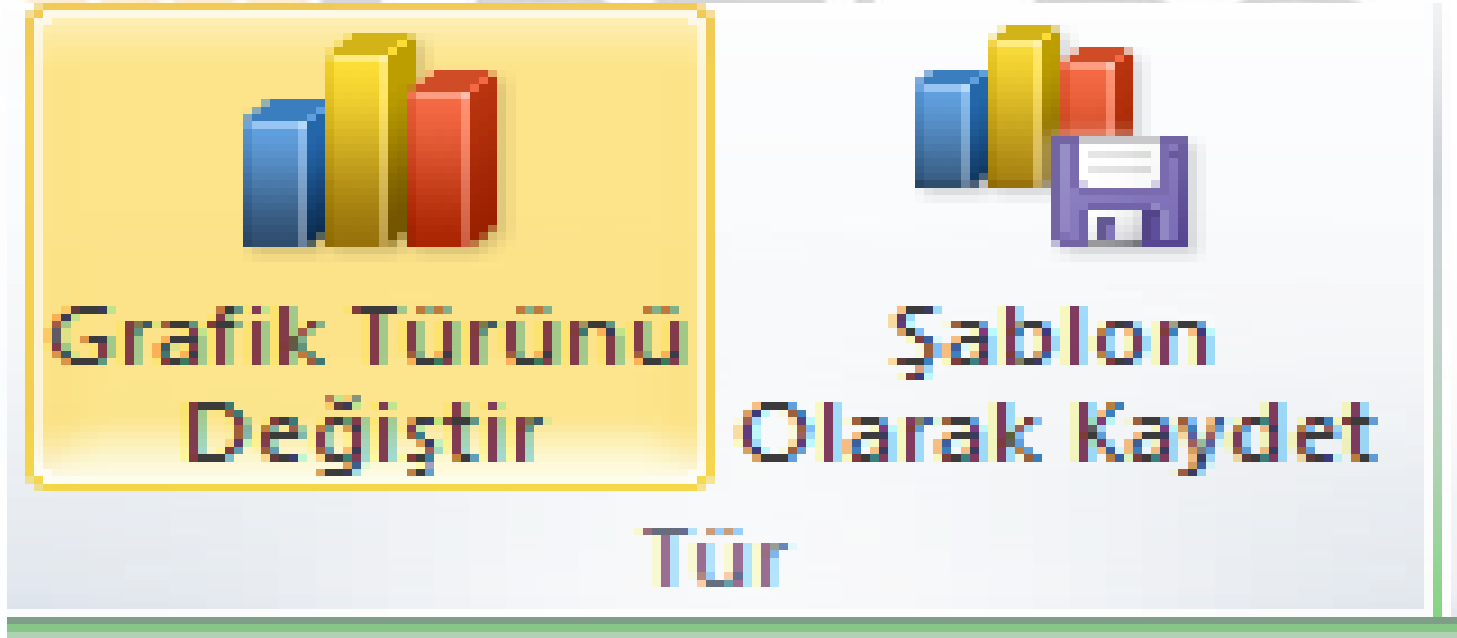 Grafik Türünü
Değiştir
Şablon
Olarak Kaydet
Tür